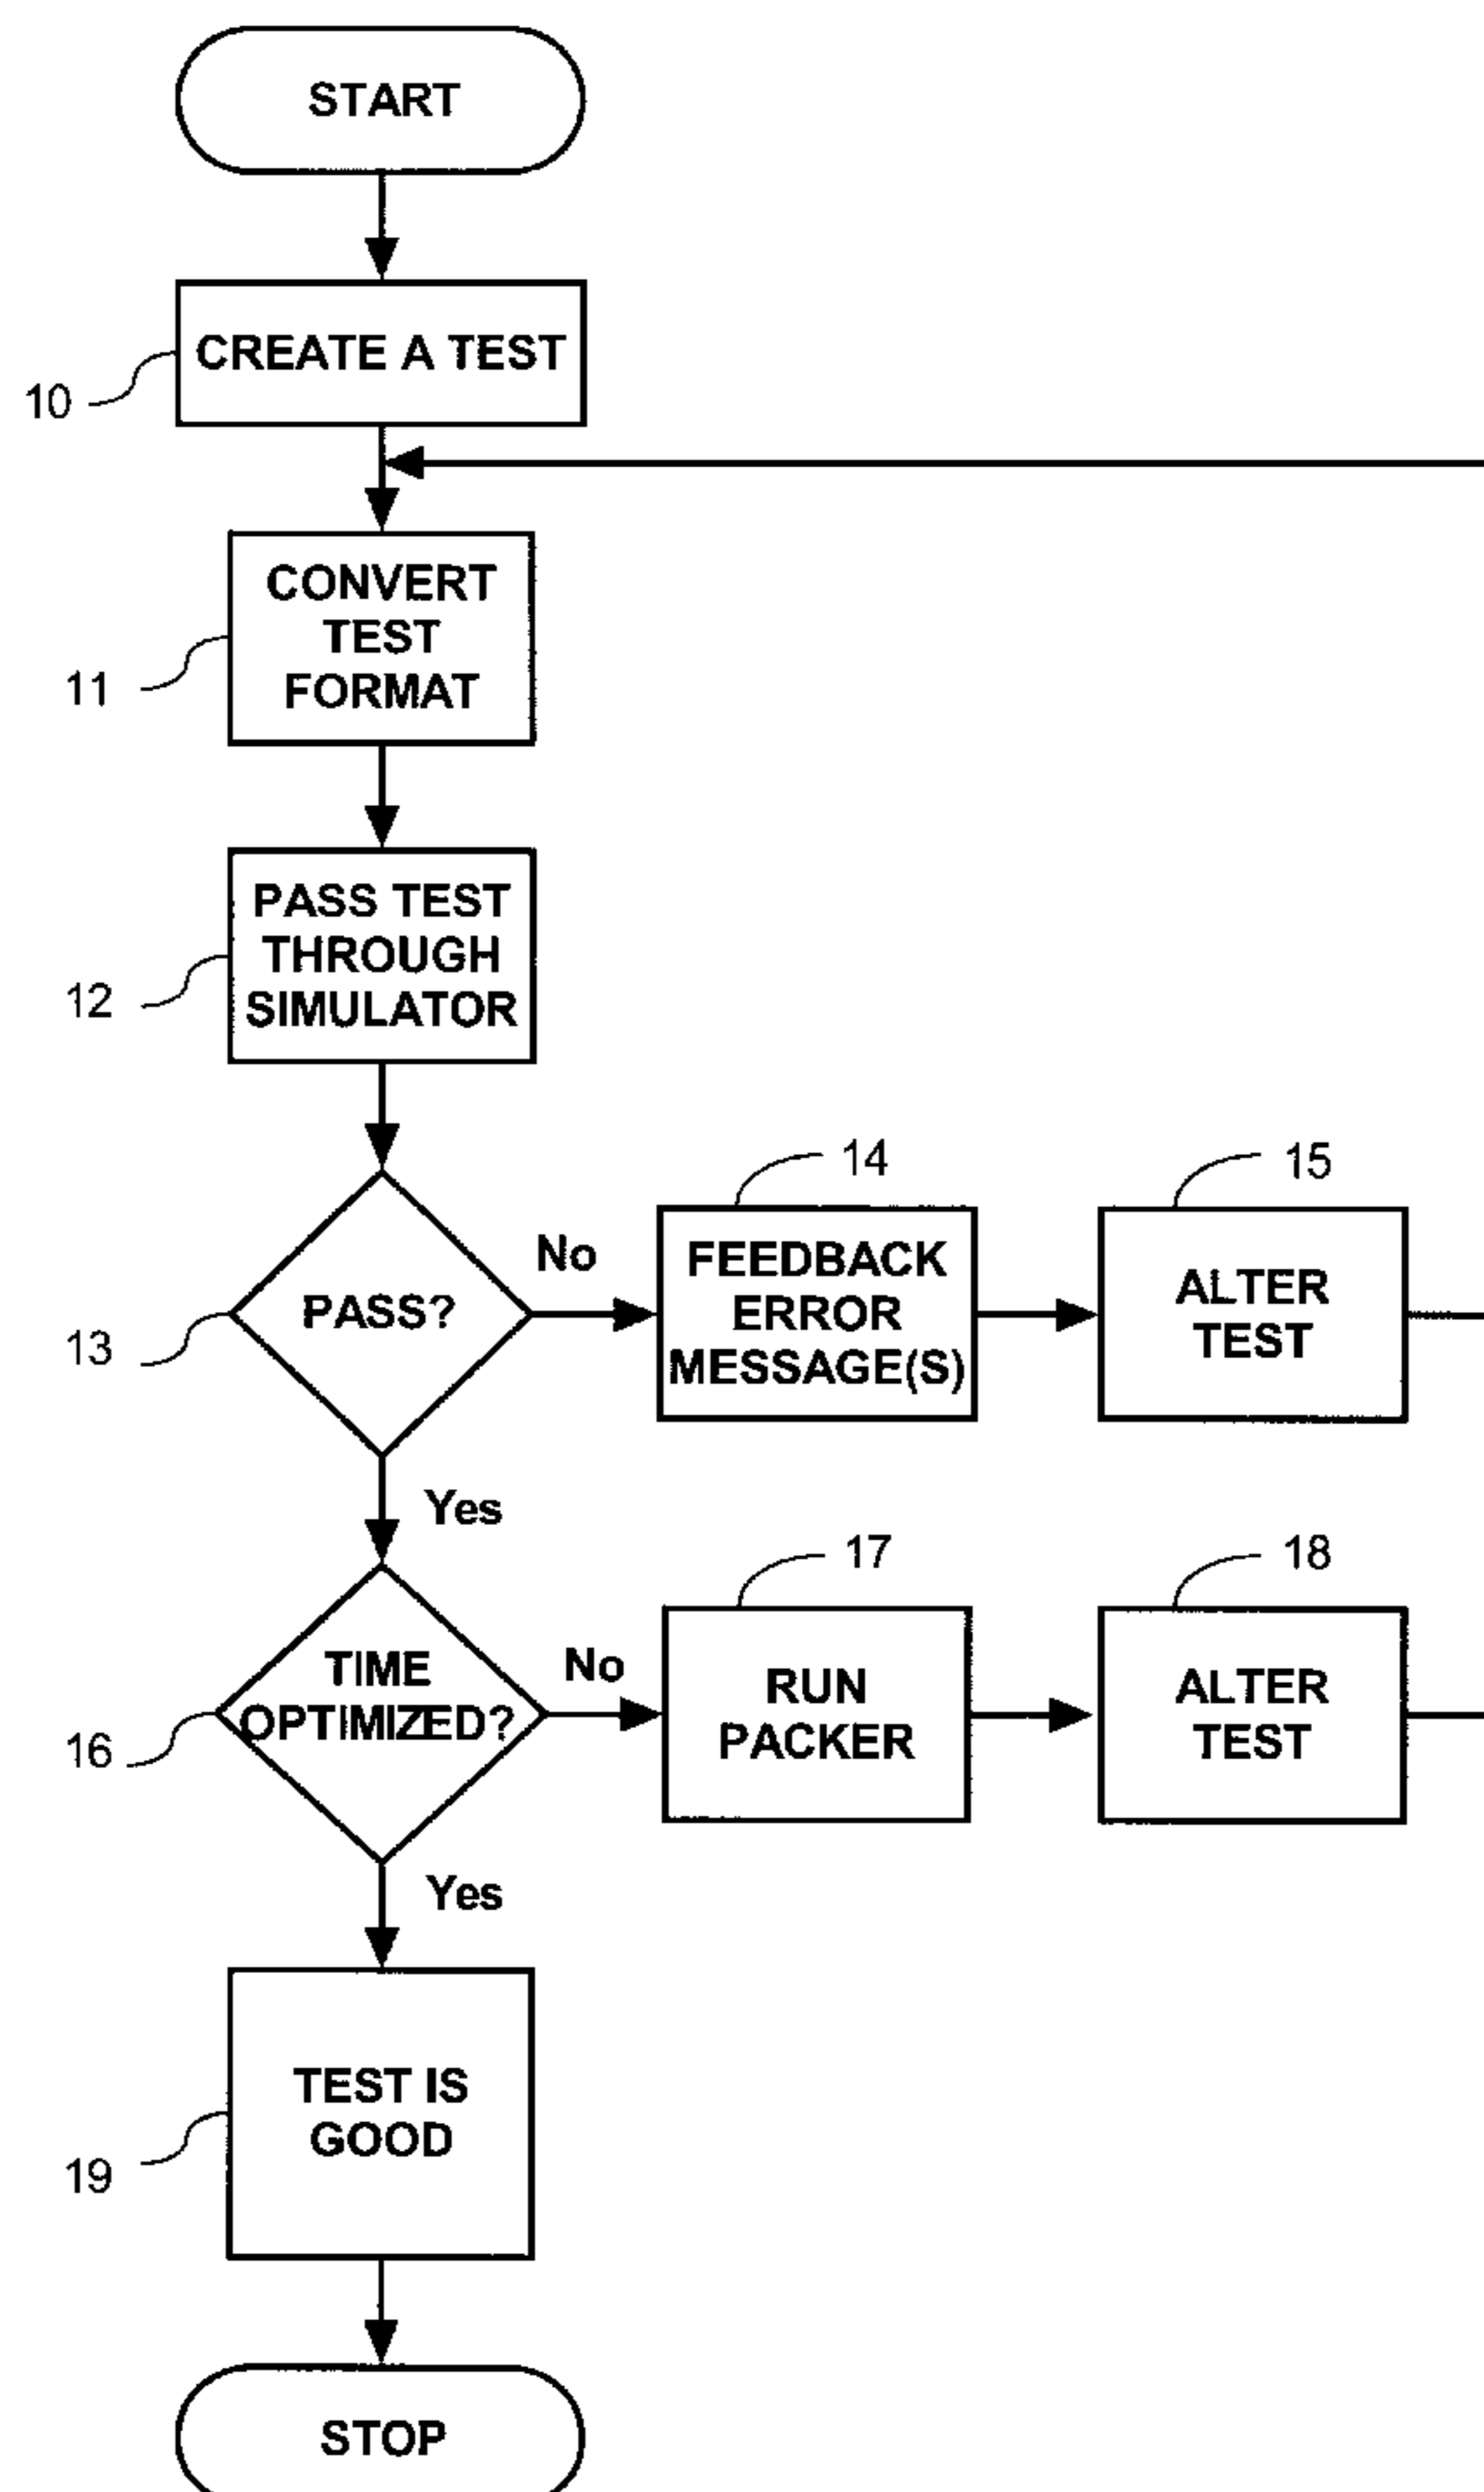 START
CREATE A TEST
10
CONVERT
TEST
FORMAT
11
PASS TEST
THROUGH
SIMULATOR
12
14
15
No
FEEDBACK
ERROR
MESSAGE(S)
ALTER
TEST
PASS?
13
Yes
17
18
TIME
OPTIMIZED?
No
RUN
PACKER
ALTER
TEST
16
Yes
TEST IS
GOOD
19
STOP